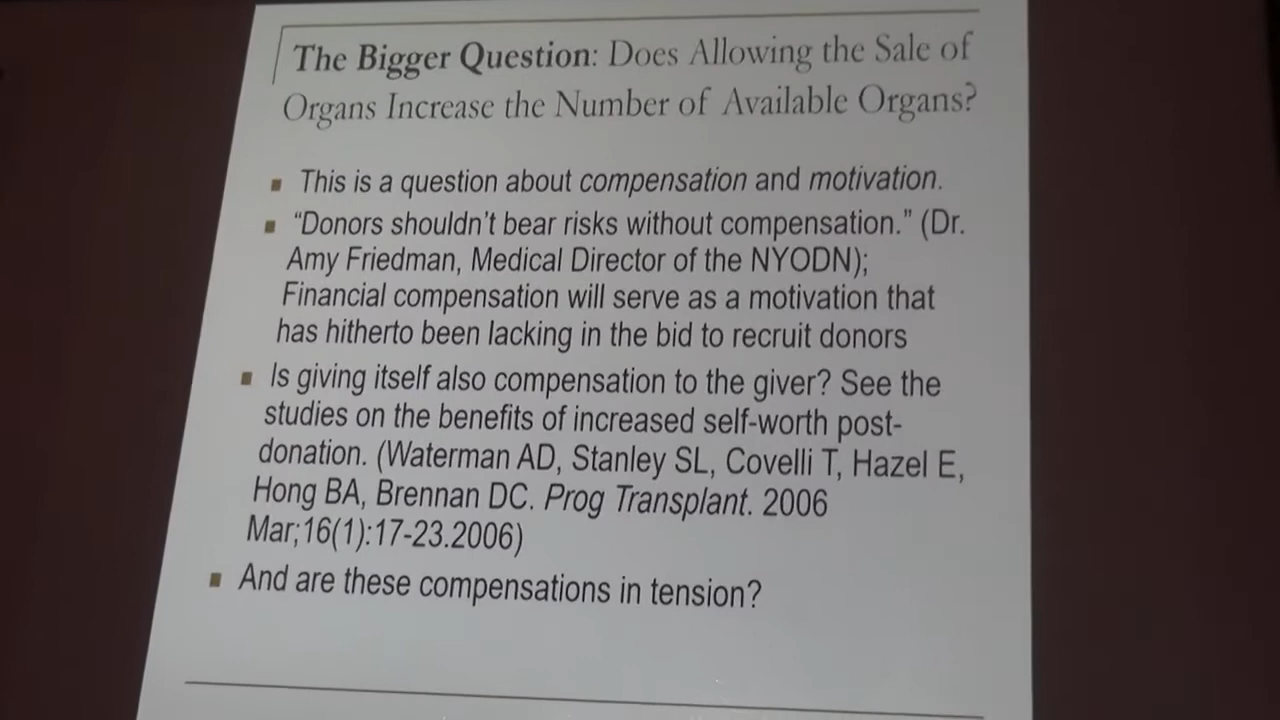 The Bigger Question: Does Allowing the Sale of
Organs Increase the Number of Available Organs?
▪ This is a question about compensation and motivation.
▪ “Donors shouldn’t bear risks without compensation.” (Dr.
Amy Friedman, Medical Director of the NYODN);
Financial compensation will serve as a motivation that
has hitherto been lacking in the bid to recruit donors
▪ Is giving itself also compensation to the giver? See the
studies on the benefits of increased self-worth post-
donation. (Waterman AD, Stanley SL, Covelli T, Hazel E,
Hong BA, Brennan DC. Prog Transplant. 2006
Mar;16(1):17-23.2006)
▪ And are these compensations in tension?